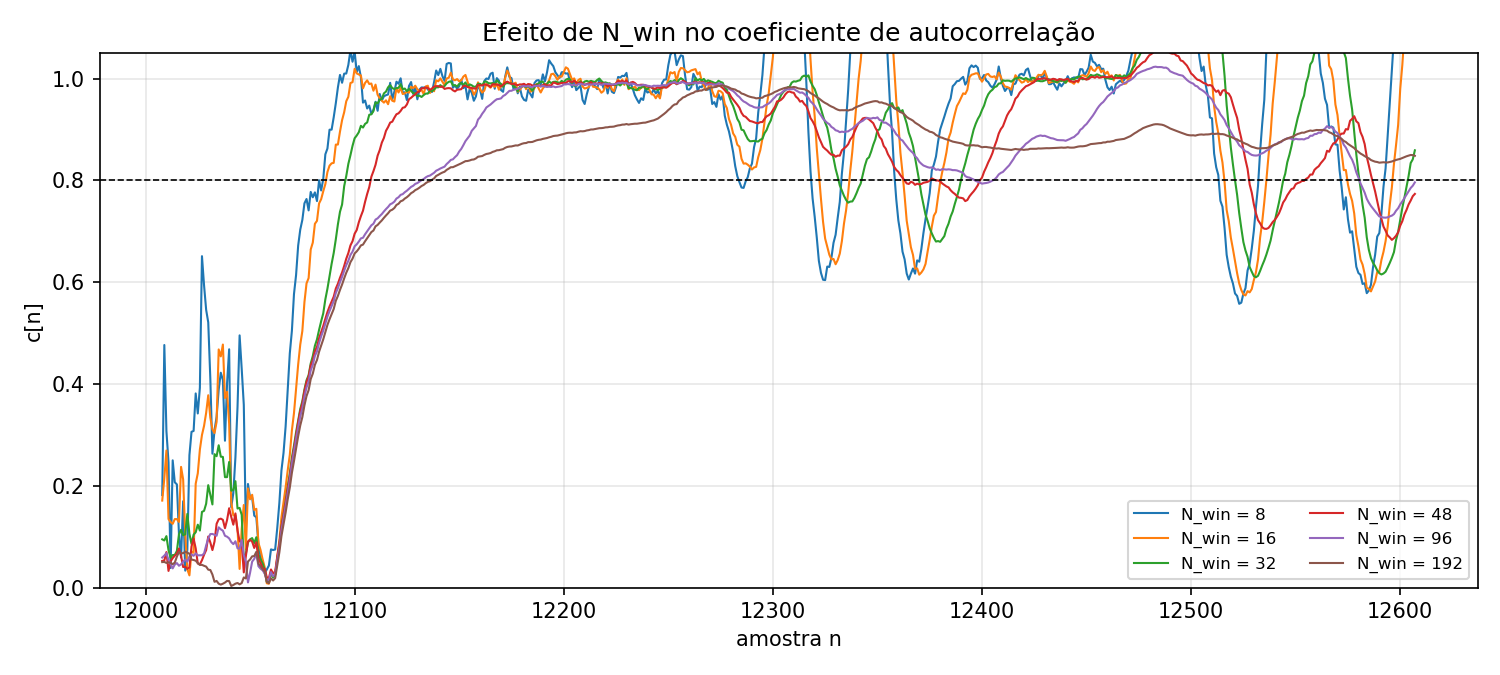 Efeito de N_win no coeficiente de autocorrelação
c[n]
1.0
0.8
0.6
0.4
0.2
0.0
12000
12100
12200
12300
12400
12500
12600
amostra n
N_win = 8
N_win = 16
N_win = 32
N_win = 48
N_win = 96
N_win = 192